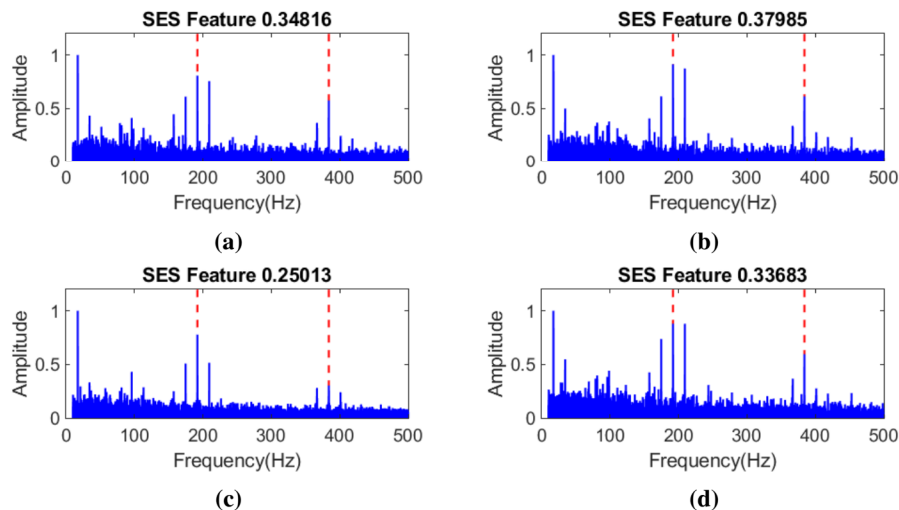 SES Feature 0.34816
Amplitude
1
0.5
0
0 100 200 300 400 500
Frequency(Hz)
(a)
SES Feature 0.37985
Amplitude
1
0.5
0
0 100 200 300 400 500
Frequency(Hz)
(b)
SES Feature 0.25013
Amplitude
1
0.5
0
0 100 200 300 400 500
Frequency(Hz)
(c)
SES Feature 0.33683
Amplitude
1
0.5
0
0 100 200 300 400 500
Frequency(Hz)
(d)